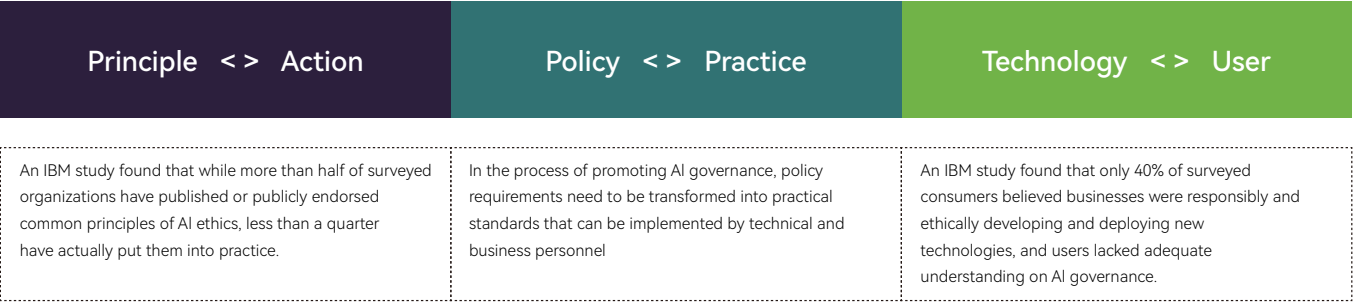 Principle < > Action
Policy < > Practice
Technology < > User
An IBM study found that while more than half of surveyed
organizations have published or publicly endorsed
common principles of AI ethics, less than a quarter
have actually put them into practice.
In the process of promoting AI governance, policy
requirements need to be transformed into practical
standards that can be implemented by technical and
business personnel
An IBM study found that only 40% of surveyed
consumers believed businesses were responsibly and
ethically developing and deploying new
technologies, and users lacked adequate
understanding on AI governance.